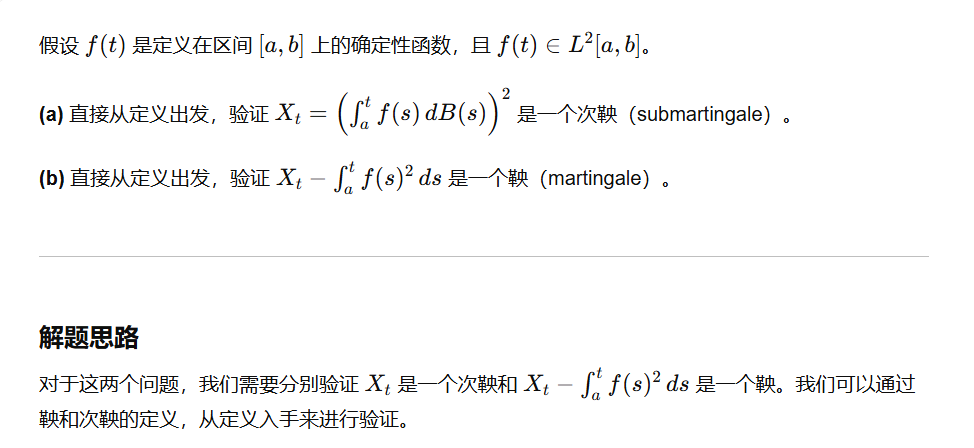 假设 $f(t)$ 是定义在区间 $[a, b]$ 上的确定性函数，且 $f(t) \in L^2[a, b]$。
(a) 直接从定义出发，验证 $X_t = \left( \int_a^t f(s) \, dB(s) \right)^2$ 是一个次鞅（submartingale）。
(b) 直接从定义出发，验证 $X_t - \int_a^t f(s)^2 \, ds$ 是一个鞅（martingale）。
解题思路
对于这两个问题，我们需要分别验证 $X_t$ 是一个次鞅和 $X_t - \int_a^t f(s)^2 \, ds$ 是一个鞅。我们可以通过
鞅和次鞅的定义，从定义入手来进行验证。